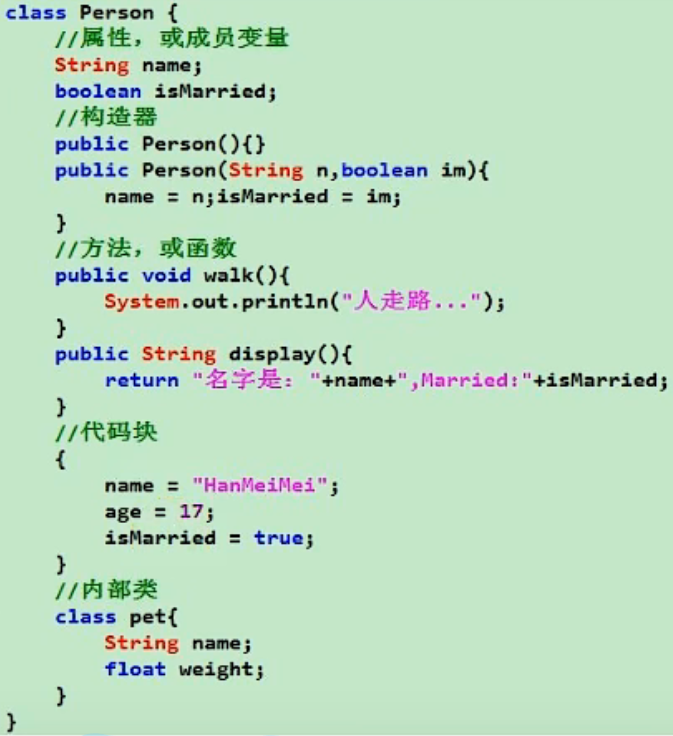 class Person {
//属性，或成员变量
String name;
boolean isMarried;
//构造器
public Person(){}
public Person(String n,boolean im){
name = n;isMarried = im;
}
//方法，或函数
public void walk(){
System.out.println("人走路...");
}
public String display(){
return "名字是："+name+",Married:"+isMarried;
}
//代码块
{
name = "HanMeiMei";
age = 17;
isMarried = true;
}
//内部类
class pet{
String name;
float weight;
}
}